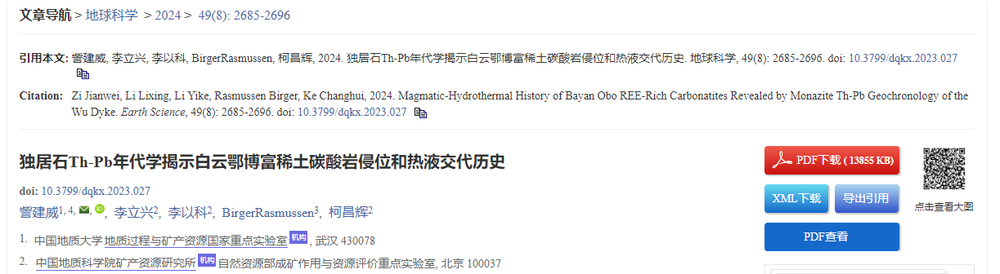 文章导航 > 地球科学 > 2024 > 49(8): 2685-2696
引用本文: 訾建威, 李立兴, 李以科, BirgerRasmussen, 柯昌辉, 2024. 独居石Th-Pb年代学揭示白云鄂博富稀土碳酸岩侵位和热液交代历史. 地球科学, 49(8): 2685-2696. doi: 10.3799/dqkx.2023.027
Citation: Zi Jianwei, Li Lixing, Li Yike, Rasmussen Birger, Ke Changhui, 2024. Magmatic-Hydrothermal History of Bayan Obo REE-Rich Carbonatites Revealed by Monazite Th-Pb Geochronology of the
Wu Dyke. Earth Science, 49(8): 2685-2696. doi: 10.3799/dqkx.2023.027
独居石Th-Pb年代学揭示白云鄂博富稀土碳酸岩侵位和热液交代历史
doi: 10.3799/dqkx.2023.027
訾建威1, 4, , , 李立兴2, 李以科2, BirgerRasmussen3, 柯昌辉2
1. 中国地质大学地质过程与矿产资源国家重点实验室 机构 , 武汉 430078
2. 中国地质科学院矿产资源研究所 机构 自然资源部成矿作用与资源评价重点实验室, 北京 100037
PDF下载 ( 13855 KB)
XML下载
导出引用
PDF查看
点击查看大图